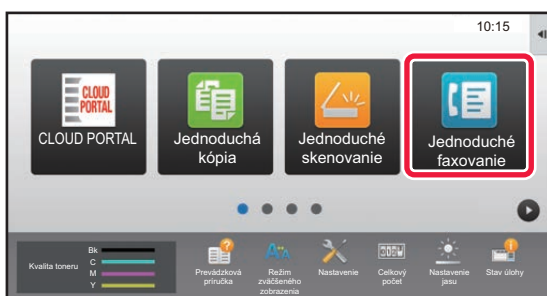 10:15
CLOUD
PORTAL
CLOUD PORTAL
Jednoduchá
kópia
Jednoduché
skenovanie
Jednoduché
faxovanie
Kvalita toneru
Bk
C
M
Y
Prevádzková
príručka
Režim
zväčšeného
zobrazenia
Nastavenie
Celkový
počet
Nastavenie
jasu
Stav úlohy